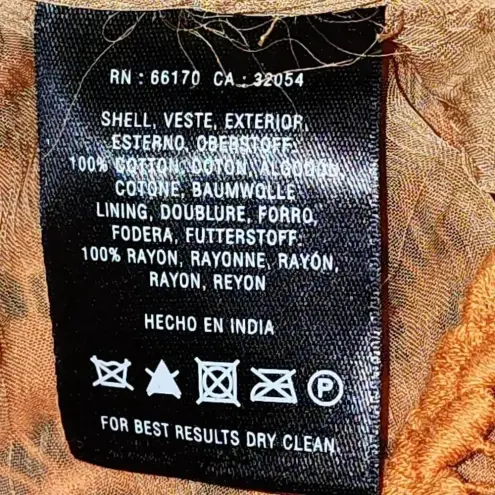 RN : 66170 CA : 32054
SHELL, VESTE, EXTERIOR,
ESTERNO, OBERSTOFF:
100% COTTON, COTON, ALGODÓN,
COTONE, BAUMWOLLE
LINING, DOUBLURE, FORRO,
FODERA, FUTTERSTOFF:
100% RAYON, RAYONNE, RAYÓN,
RAYON, REYON
HECHO EN INDIA
P
FOR BEST RESULTS DRY CLEAN.